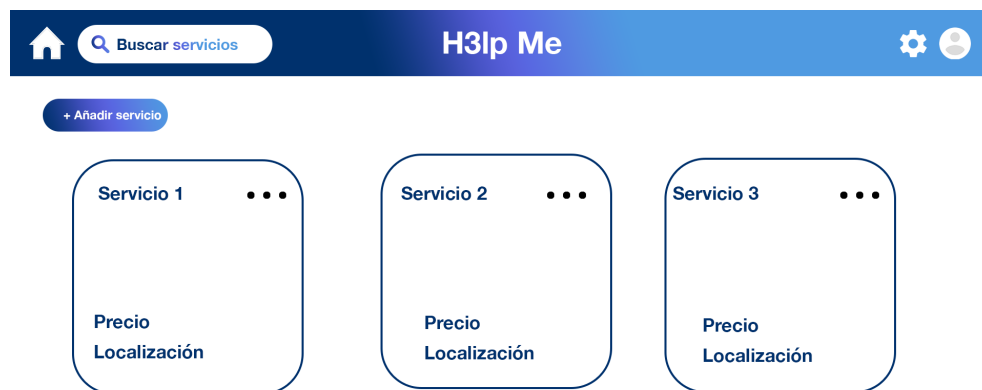 Buscar servicios
H3lp Me
+ Añadir servicio
Servicio 1
Servicio 2
Servicio 3
Precio
Localización
Precio
Localización
Precio
Localización